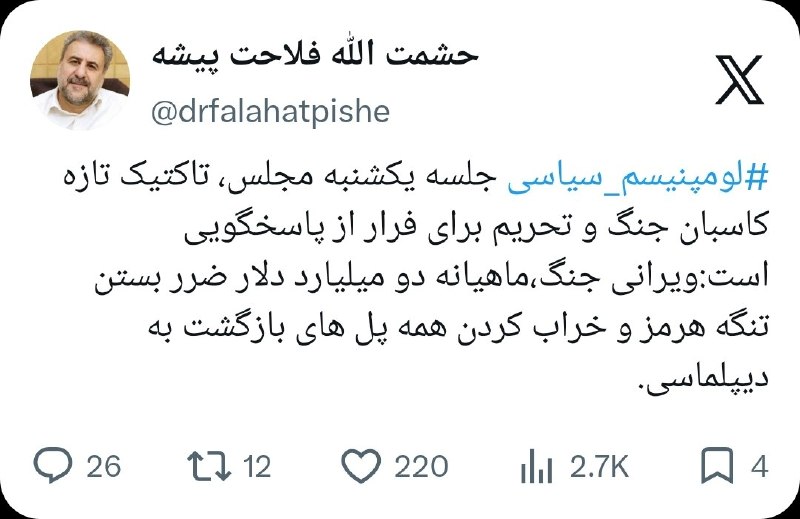 حشمت الله فلاحت پیشه
@drfalahatpishe
#لومپنیسم_سیاسی جلسه یکشنبه مجلس، تاکتیک تازه
کاسبان جنگ و تحریم برای فرار از پاسخگویی
است:ویرانی جنگ،ماهیانه دو میلیارد دلار ضرر بستن
تنگه هرمز و خراب کردن همه پل های بازگشت به
دیپلماسی.
26 12 220 2.7K 4